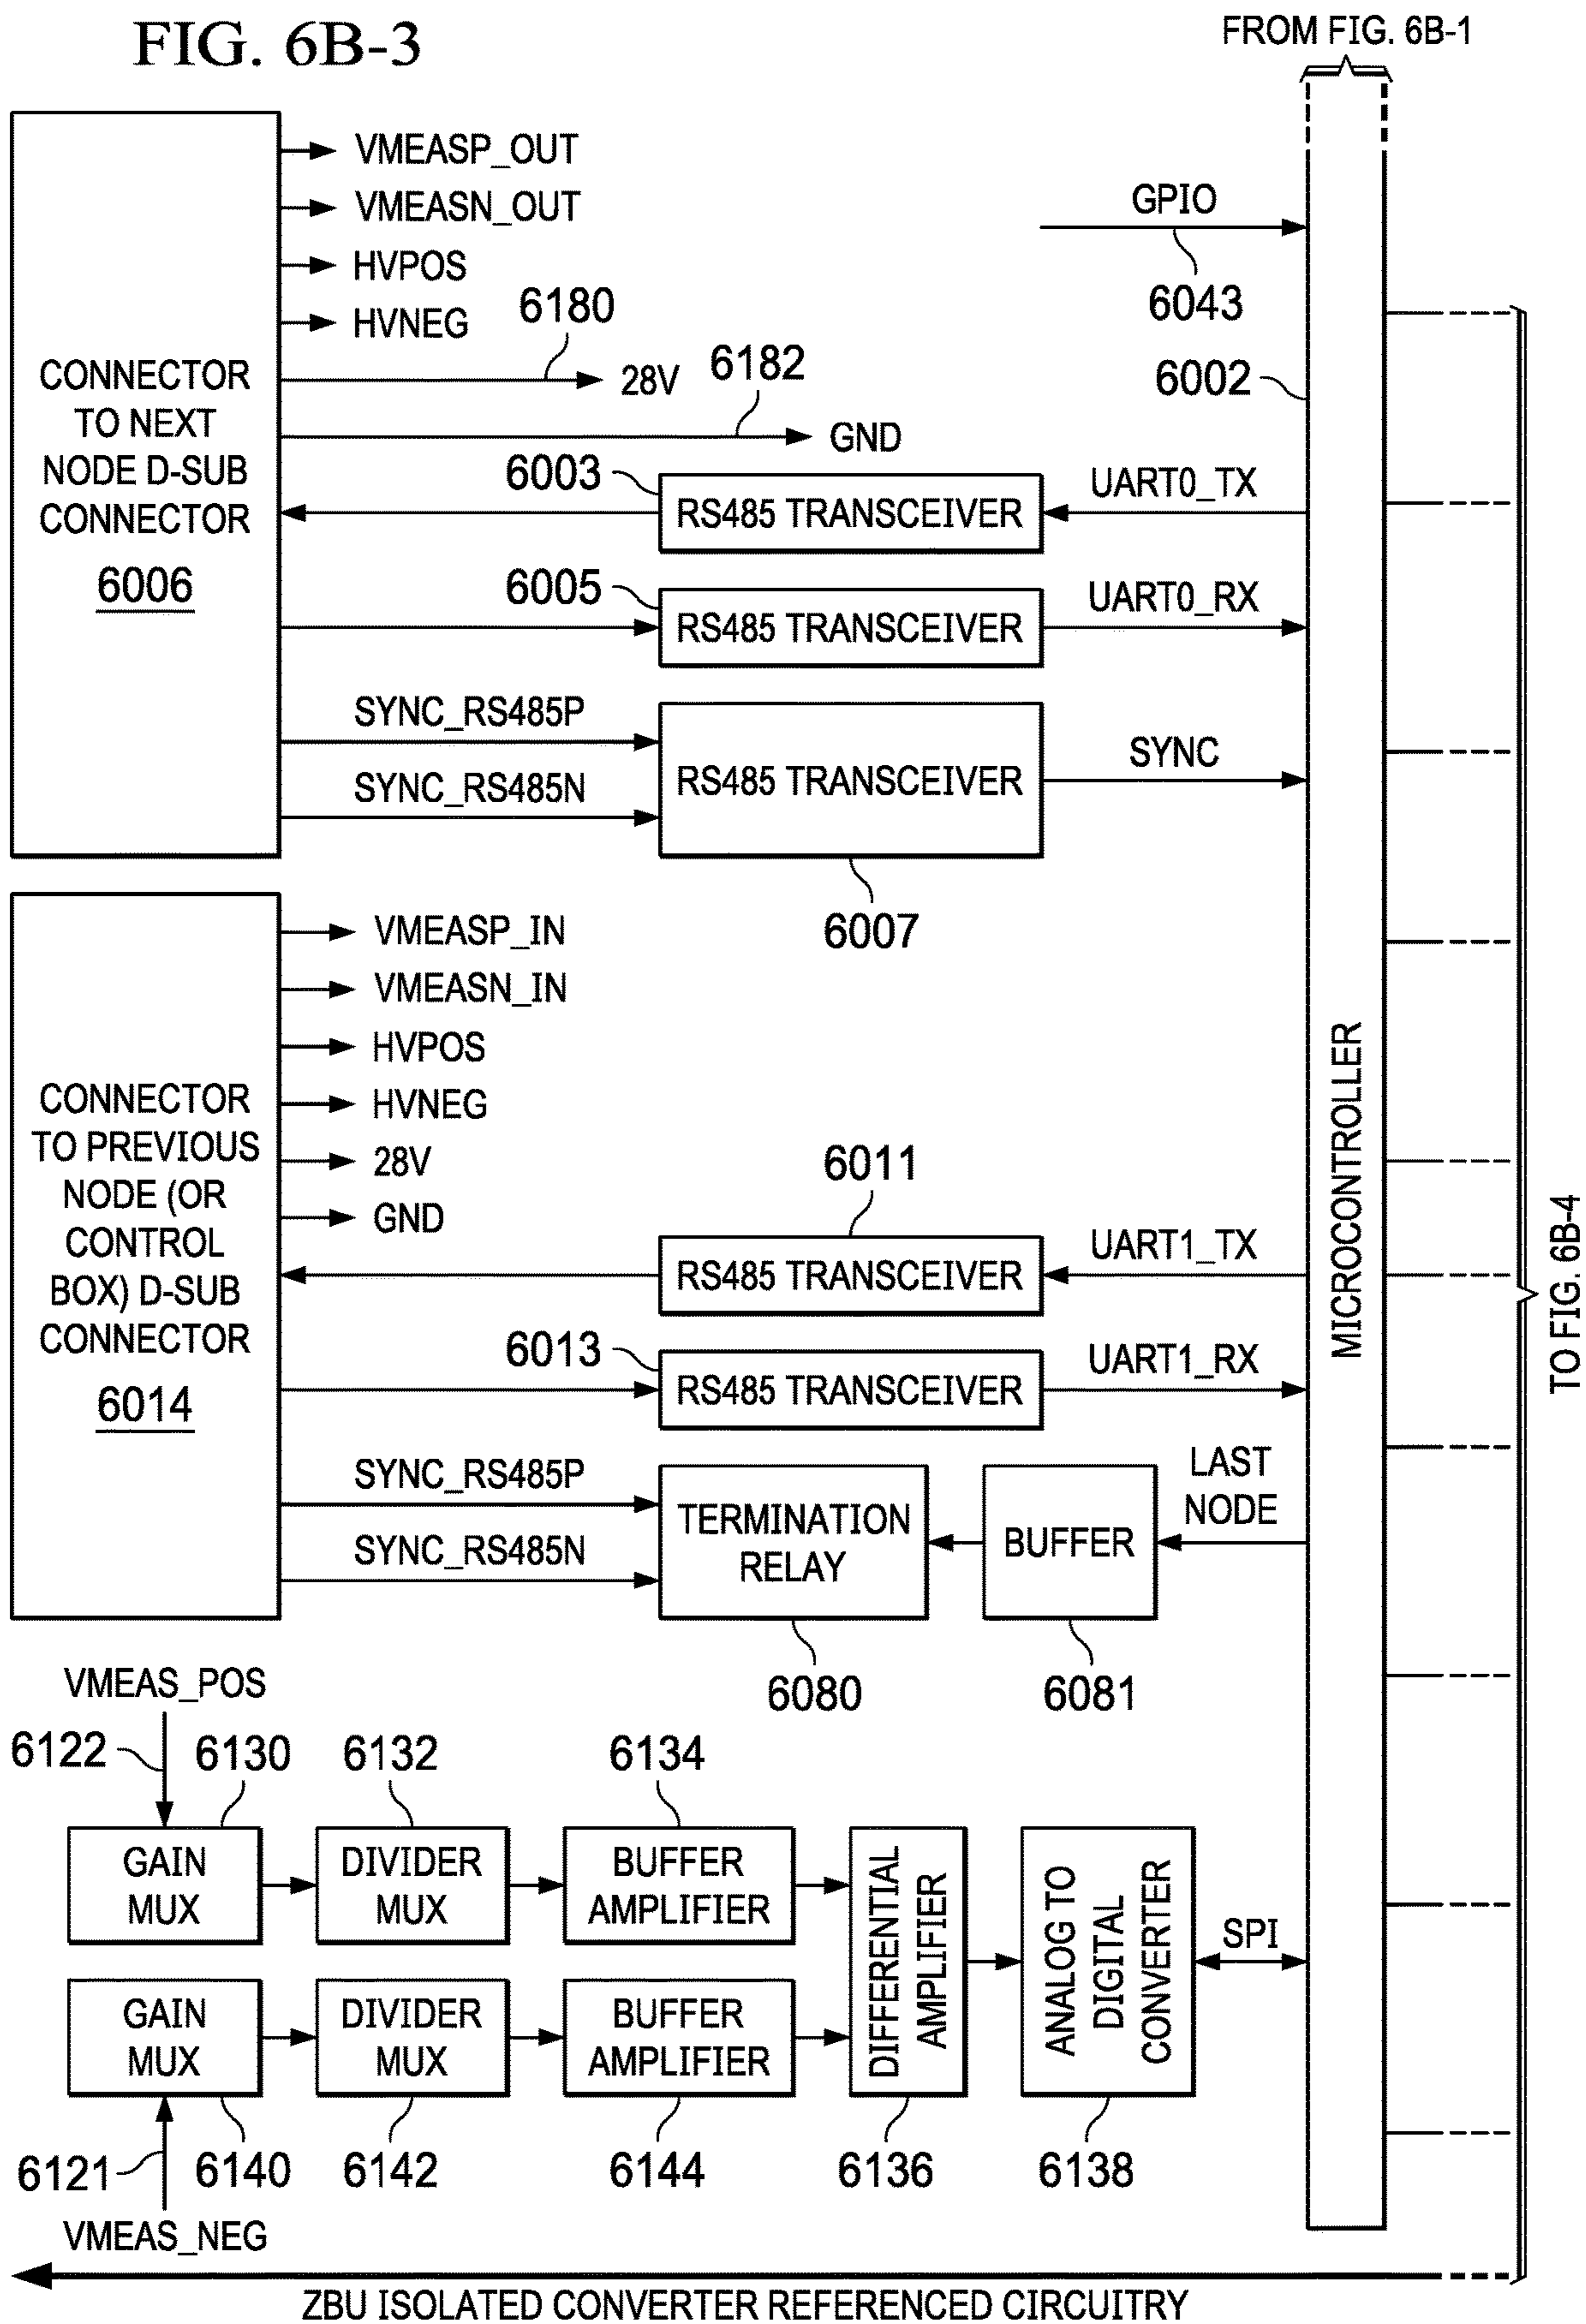 FIG. 6B-3
FROM FIG. 6B-1
CONNECTOR
TO NEXT
NODE D-SUB
CONNECTOR
6006
VMEASP_OUT
VMEASN_OUT
HVPOS
HVNEG
6180
28V
6182
GND
GPIO
6043
6002
6003
RS485 TRANSCEIVER
UART0_TX
6005
RS485 TRANSCEIVER
UART0_RX
SYNC_RS485P
SYNC_RS485N
RS485 TRANSCEIVER
SYNC
6007
CONNECTOR
TO PREVIOUS
NODE (OR
CONTROL
BOX) D-SUB
CONNECTOR
6014
VMEASP_IN
VMEASN_IN
HVPOS
HVNEG
28V
GND
6011
RS485 TRANSCEIVER
UART1_TX
6013
RS485 TRANSCEIVER
UART1_RX
SYNC_RS485P
SYNC_RS485N
TERMINATION
RELAY
6080
BUFFER
6081
LAST
NODE
MICROCONTROLLER
TO FIG. 6B-4
VMEAS_POS
6122
6130
6132
6134
GAIN
MUX
DIVIDER
MUX
BUFFER
AMPLIFIER
DIFFERENTIAL
AMPLIFIER
ANALOG TO
DIGITAL
CONVERTER
SPI
GAIN
MUX
DIVIDER
MUX
BUFFER
AMPLIFIER
6121
6140
6142
6144
6136
6138
VMEAS_NEG
ZBU ISOLATED CONVERTER REFERENCED CIRCUITRY